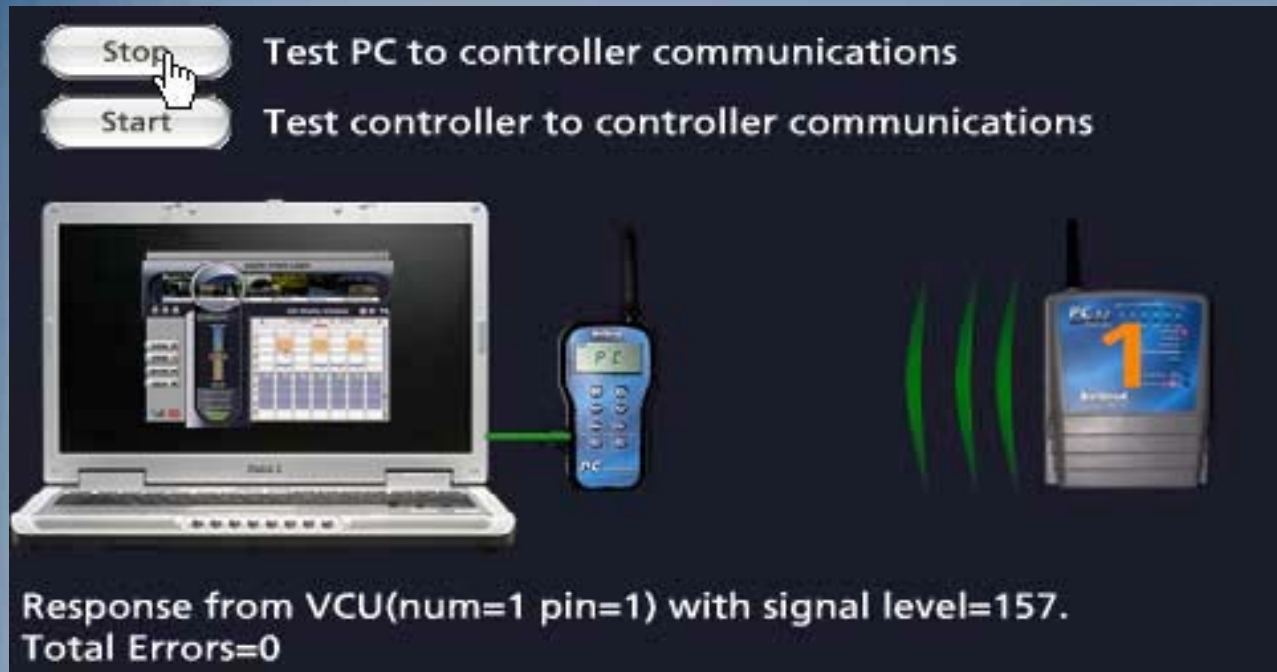 Stop
Test PC to controller communications
Start
Test controller to controller communications
PC
PC
1
Response from VCU(num=1 pin=1) with signal level=157.
Total Errors=0